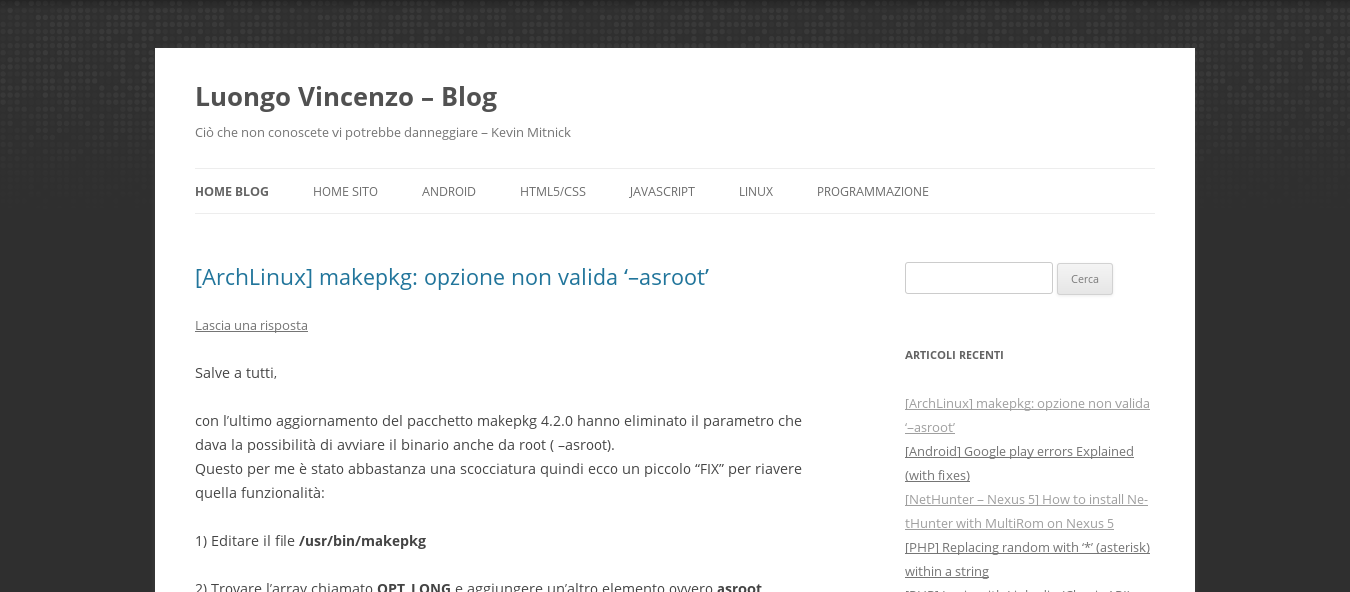 Luongo Vincenzo – Blog
Ciò che non conoscete vi potrebbe danneggiare – Kevin Mitnick
HOME BLOG HOME SITO ANDROID HTML5/CSS JAVASCRIPT LINUX PROGRAMMAZIONE
[ArchLinux] makepkg: opzione non valida ‘–asroot’
Lascia una risposta
Salve a tutti,
con l’ultimo aggiornamento del pacchetto makepkg 4.2.0 hanno eliminato il parametro che
dava la possibilità di avviare il binario anche da root ( –asroot).
Questo per me è stato abbastanza una scocciatura quindi ecco un piccolo “FIX” per riavere
quella funzionalità:
1) Editare il file /usr/bin/makepkg
2) Trovare l’array chiamato OPT_LONG e aggiungere un’altro elemento ovvero asroot
Cerca
ARTICOLI RECENTI
[ArchLinux] makepkg: opzione non valida
‘–asroot’
[Android] Google play errors Explained
(with fixes)
[NetHunter – Nexus 5] How to install Ne-
tHunter with MultiRom on Nexus 5
[PHP] Replacing random with ‘*’ (asterisk)
within a string